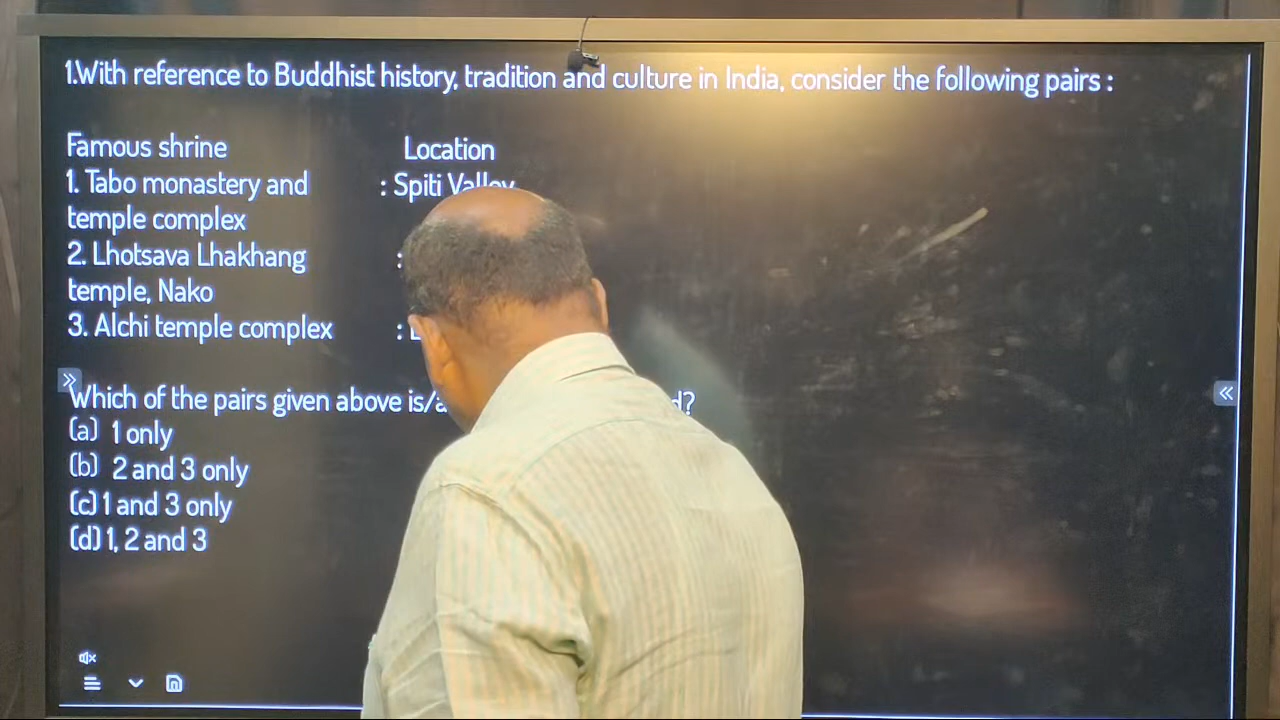 1.With reference to Buddhist history, tradition and culture in India, consider the following pairs :
Famous shrine Location
1. Tabo monastery and : Spiti Valley
temple complex
2. Lhotsava Lhakhang :
temple, Nako
3. Alchi temple complex :
Which of the pairs given above is/a
(a) 1 only
(b) 2 and 3 only
(c) 1 and 3 only
(d) 1, 2 and 3